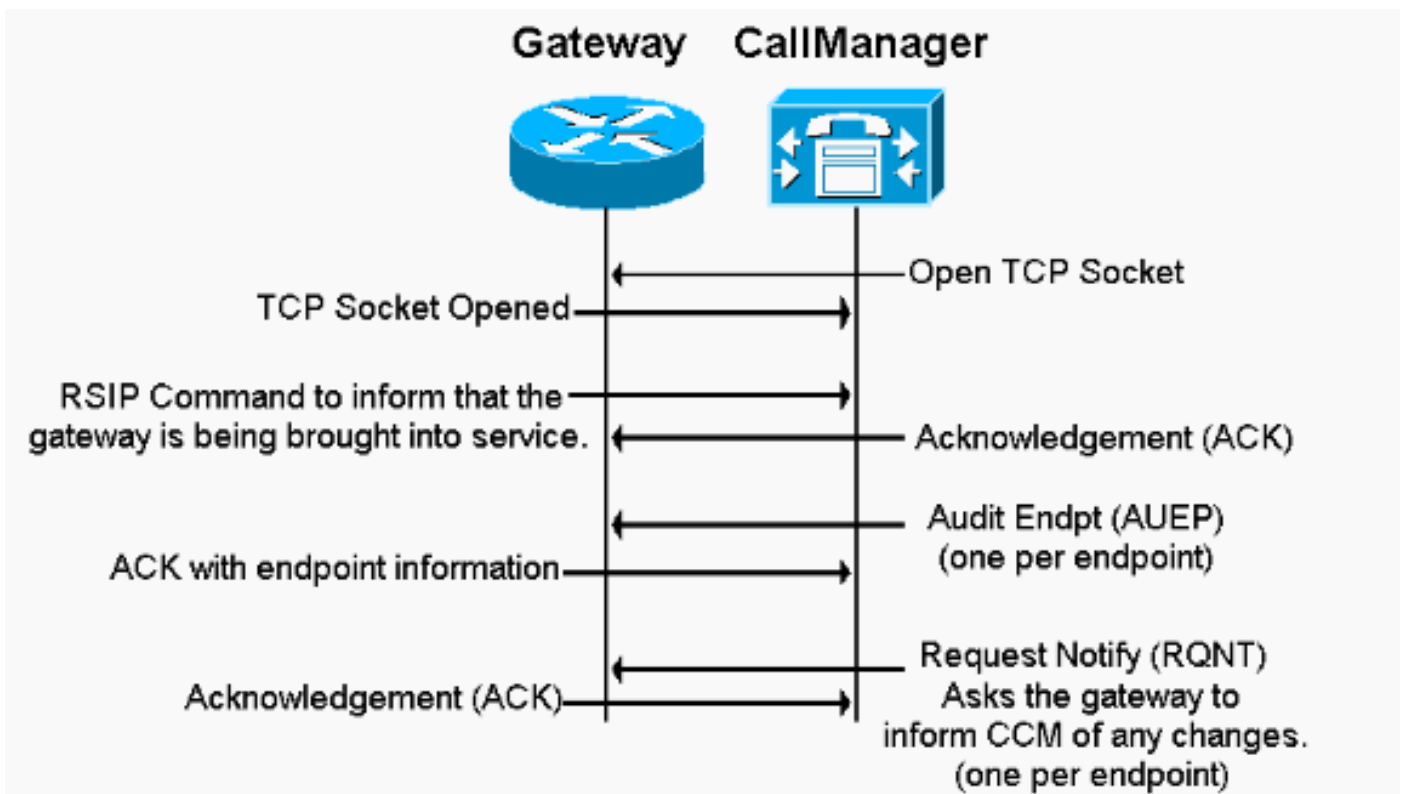 Gateway CallManager
Open TCP Socket
TCP Socket Opened
RSIP Command to inform that the
gateway is being brought into service.
Acknowledgement (ACK)
Audit Endpt (AUEP)
(one per endpoint)
ACK with endpoint information
Request Notify (RQNT)
Asks the gateway to
inform CCM of any changes.
(one per endpoint)
Acknowledgement (ACK)